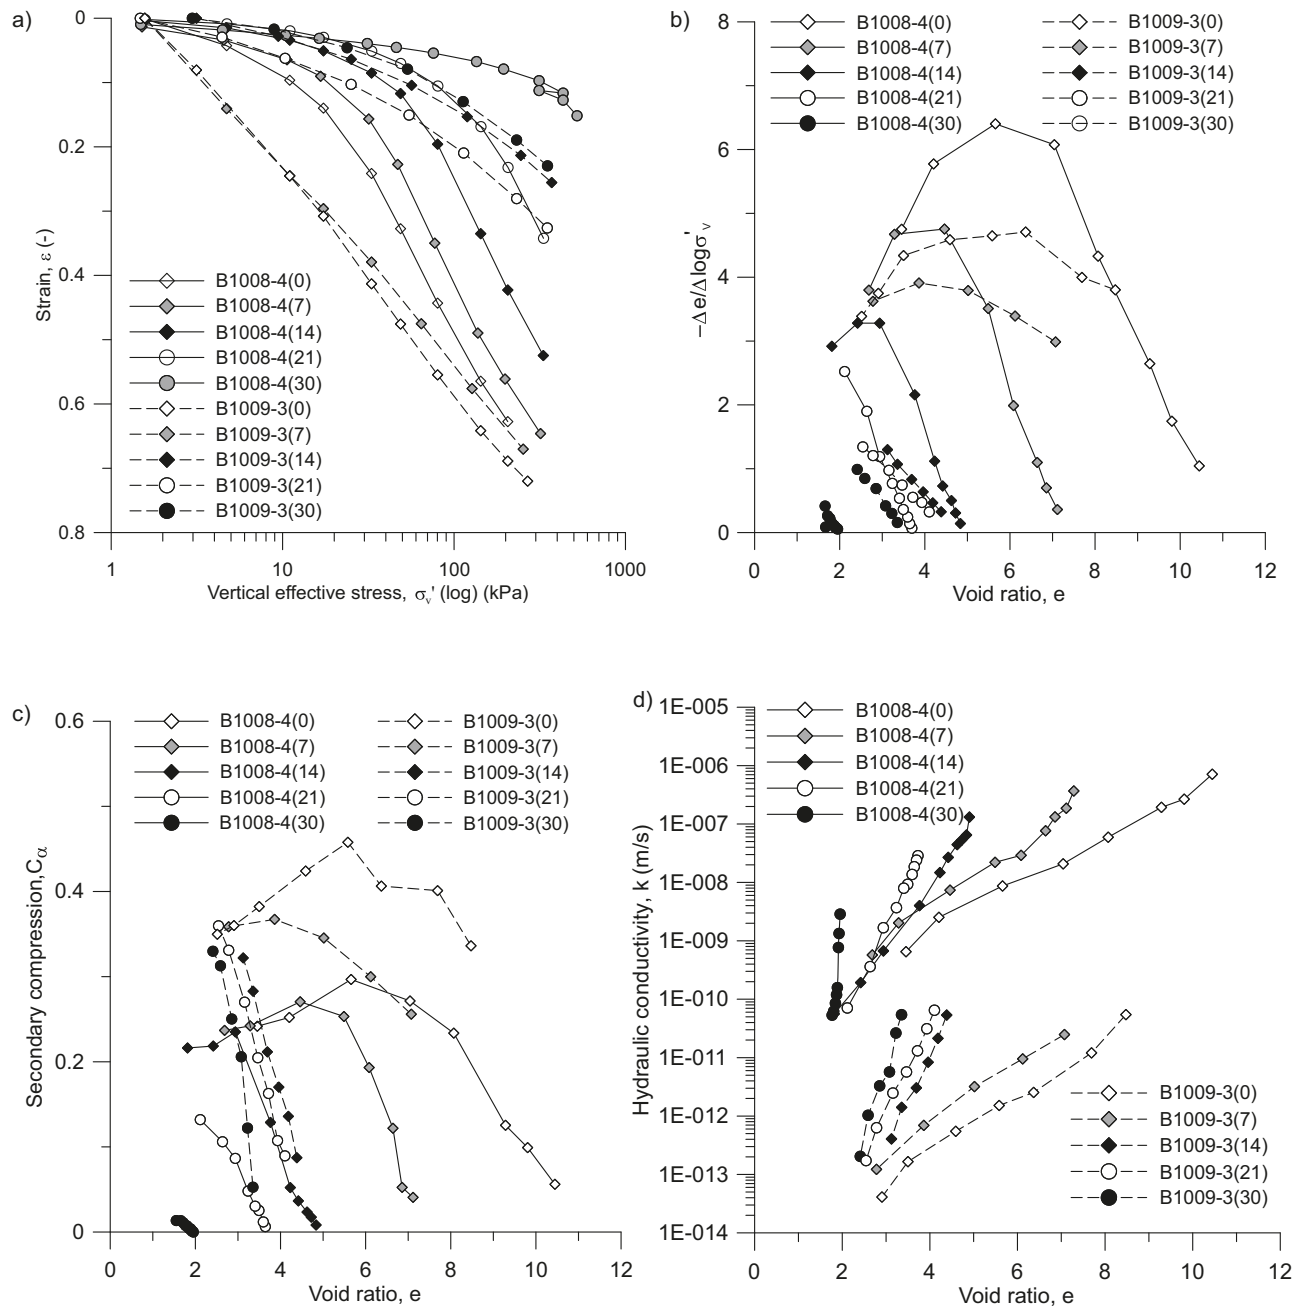 a)
0
0.2
0.4
0.6
0.8
Strain, ε (-)
B1008-4(0)
B1008-4(7)
B1008-4(14)
B1008-4(21)
B1008-4(30)
B1009-3(0)
B1009-3(7)
B1009-3(14)
B1009-3(21)
B1009-3(30)
1 10 100 1000
Vertical effective stress, σv' (log) (kPa)
b)
8
6
4
2
0
−Δe/Δlogσ'v
B1008-4(0)
B1008-4(7)
B1008-4(14)
B1008-4(21)
B1008-4(30)
B1009-3(0)
B1009-3(7)
B1009-3(14)
B1009-3(21)
B1009-3(30)
0 2 4 6 8 10 12
Void ratio, e
c)
0.6
0.4
0.2
0
Secondary compression,Cα
B1008-4(0)
B1008-4(7)
B1008-4(14)
B1008-4(21)
B1008-4(30)
B1009-3(0)
B1009-3(7)
B1009-3(14)
B1009-3(21)
B1009-3(30)
2 4 6 8 10 12
Void ratio, e
d)
1E-005
1E-006
1E-007
1E-008
1E-009
1E-010
1E-011
1E-012
1E-013
1E-014
Hydraulic conductivity, k (m/s)
B1008-4(0)
B1008-4(7)
B1008-4(14)
B1008-4(21)
B1008-4(30)
B1009-3(0)
B1009-3(7)
B1009-3(14)
B1009-3(21)
B1009-3(30)
0 2 4 6 8 10 12
Void ratio, e